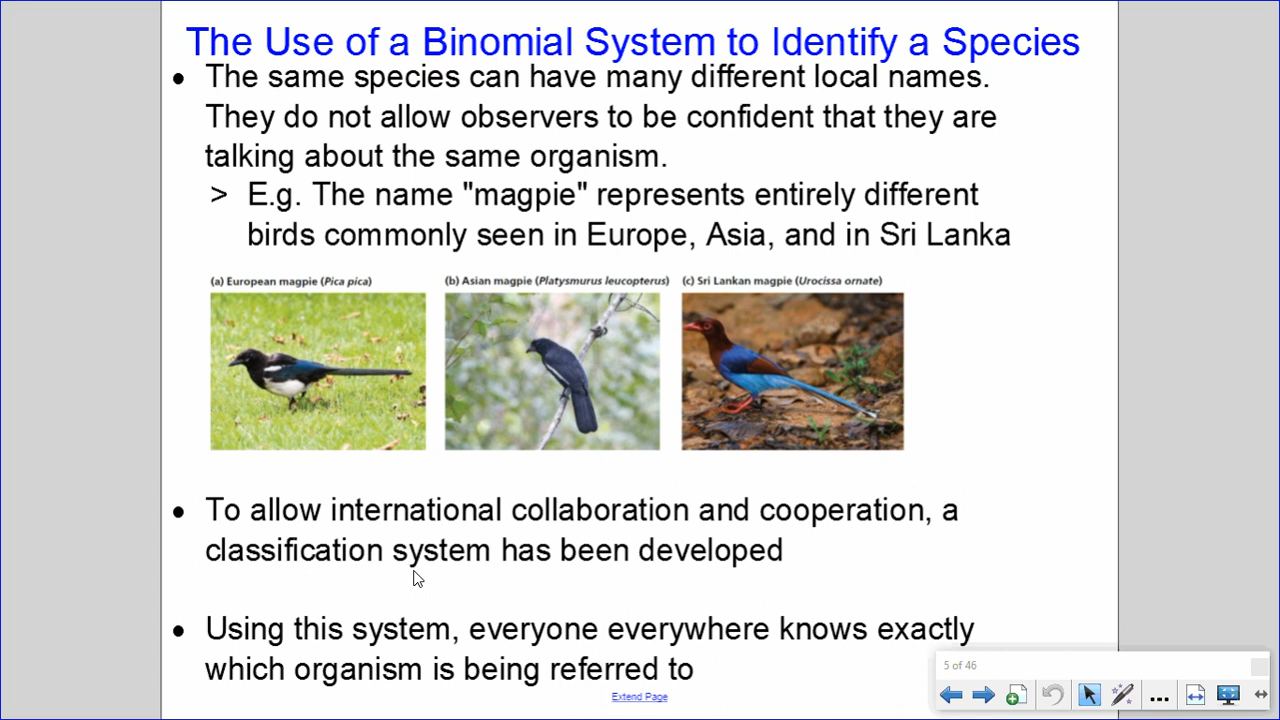 The Use of a Binomial System to Identify a Species
• The same species can have many different local names.
They do not allow observers to be confident that they are
talking about the same organism.
> E.g. The name "magpie" represents entirely different
birds commonly seen in Europe, Asia, and in Sri Lanka
(a) European magpie (Pica pica)
(b) Asian magpie (Platysmurus leucopterus)
(c) Sri Lankan magpie (Urocissa ornate)
• To allow international collaboration and cooperation, a
classification system has been developed
• Using this system, everyone everywhere knows exactly
which organism is being referred to
Extend Page
5 of 46